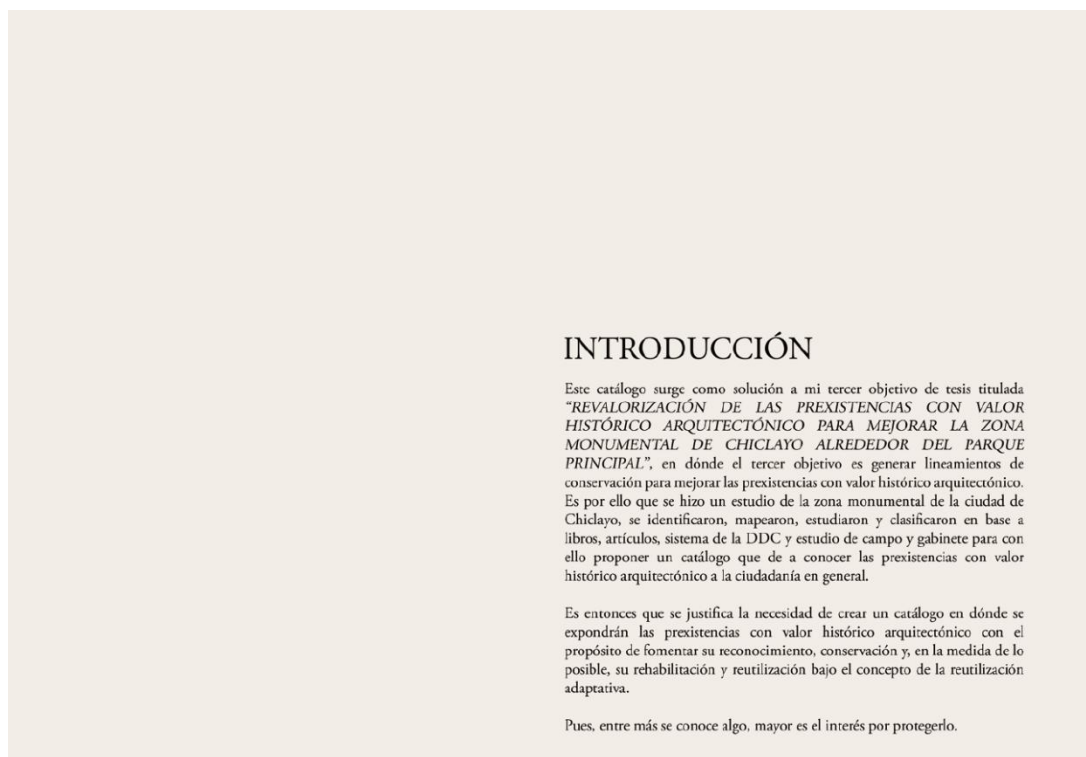 INTRODUCCIÓN
Este catálogo surge como solución a mi tercer objetivo de tesis titulada
“REVALORIZACIÓN DE LAS PREXISTENCIAS CON VALOR
HISTÓRICO ARQUITECTÓNICO PARA MEJORAR LA ZONA
MONUMENTAL DE CHICLAYO ALREDEDOR DEL PARQUE
PRINCIPAL”, en dónde el tercer objetivo es generar lineamientos de
conservación para mejorar las prexistencias con valor histórico arquitectónico.
Es por ello que se hizo un estudio de la zona monumental de la ciudad de
Chiclayo, se identificaron, mapearon, estudiaron y clasificaron en base a
libros, artículos, sistema de la DDC y estudio de campo y gabinete para con
ello proponer un catálogo que de a conocer las prexistencias con valor
histórico arquitectónico a la ciudadanía en general.
Es entonces que se justifica la necesidad de crear un catálogo en dónde se
expondrán las prexistencias con valor histórico arquitectónico con el
propósito de fomentar su reconocimiento, conservación y, en la medida de lo
posible, su rehabilitación y reutilización bajo el concepto de la reutilización
adaptativa.
Pues, entre más se conoce algo, mayor es el interés por protegerlo.